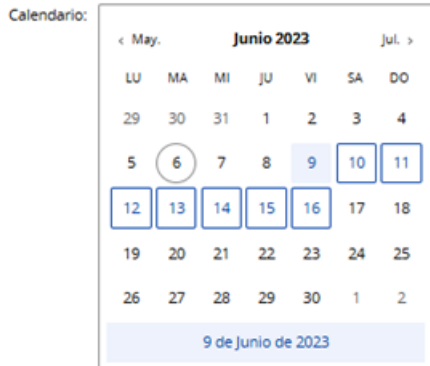 Calendario:
‹ May. Junio 2023 Jul. ›
LU MA MI JU VI SA DO
29 30 31 1 2 3 4
5 6 7 8 9 10 11
12 13 14 15 16 17 18
19 20 21 22 23 24 25
26 27 28 29 30 1 2
9 de Junio de 2023